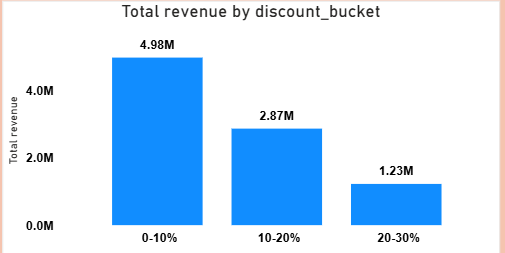 Total revenue by discount_bucket
4.98M
4.0M
2.87M
Total revenue
2.0M
1.23M
0.0M
0-10%
10-20%
20-30%